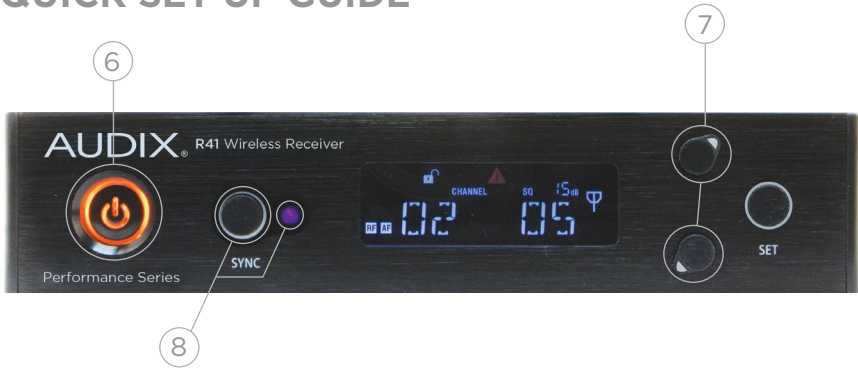 QUICK SET UP GUIDE
7
6
AUDIX® R41 Wireless Receiver
CHANNEL SQ 15dB
RF AF 02 05
SYNC
SET
Performance Series
8